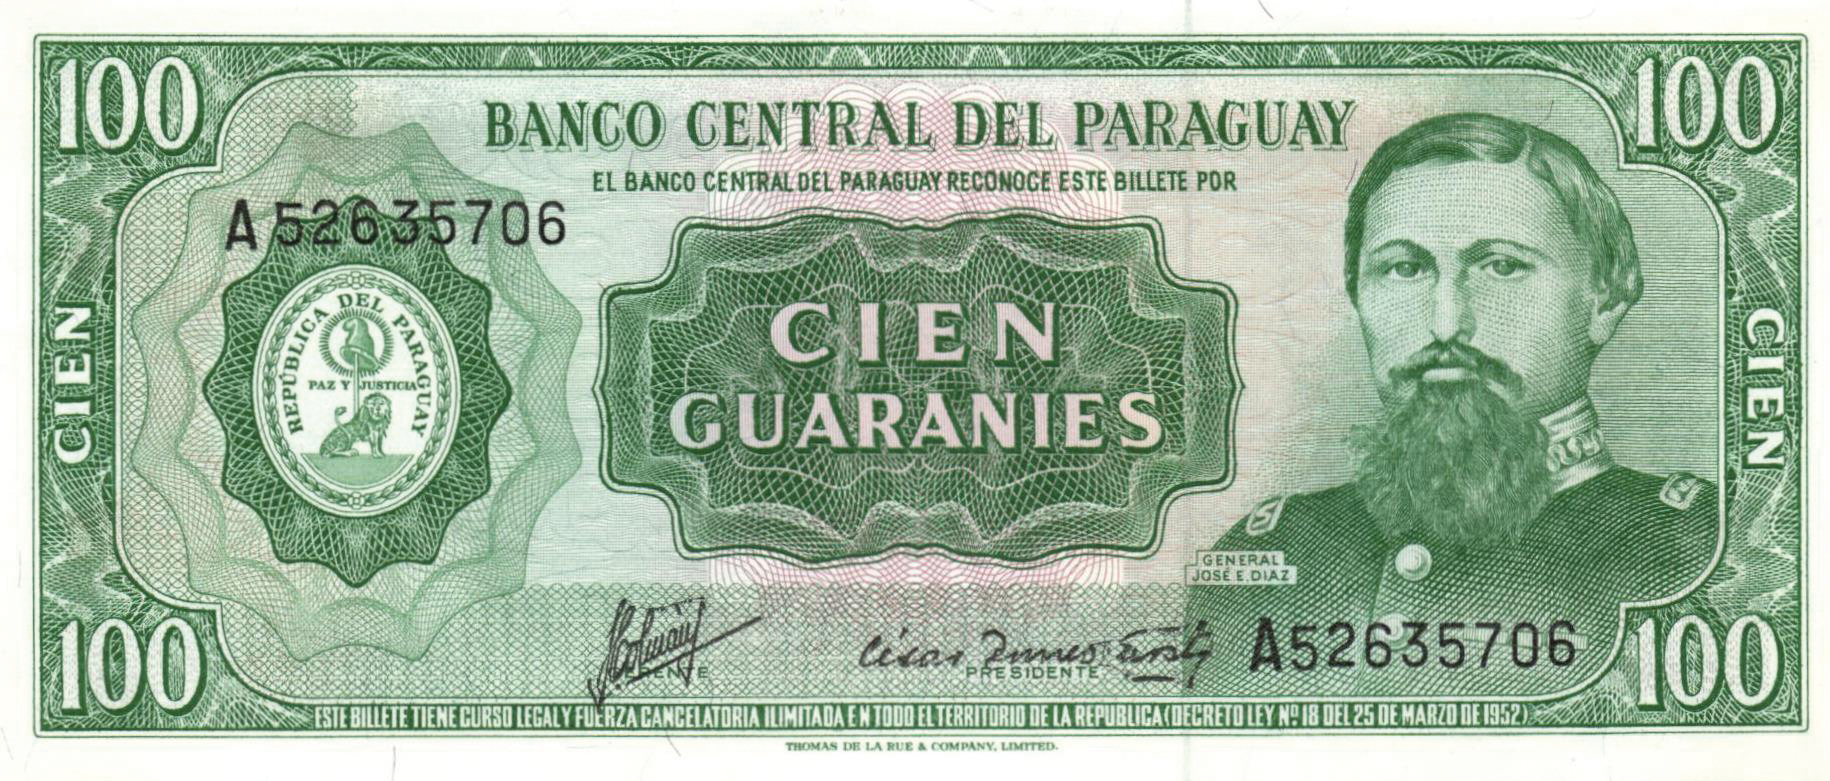 100
100
BANCO CENTRAL DEL PARAGUAY
EL BANCO CENTRAL DEL PARAGUAY RECONOCE ESTE BILLETE POR
A 52635706
REPÚBLICA DEL PARAGUAY
PAZ Y JUSTICIA
CIEN
CIEN
GUARANIES
CIEN
GENERAL
JOSÉ E. DIAZ
PRESIDENTE
A52635706
100
100
ESTE BILLETE TIENE CURSO LEGAL Y FUERZA CANCELATORIA ILIMITADA EN TODO EL TERRITORIO DE LA REPUBLICA (DECRETO LEY Nº 18 DEL 25 DE MARZO DE 1952)
THOMAS DE LA RUE & COMPANY, LIMITED.